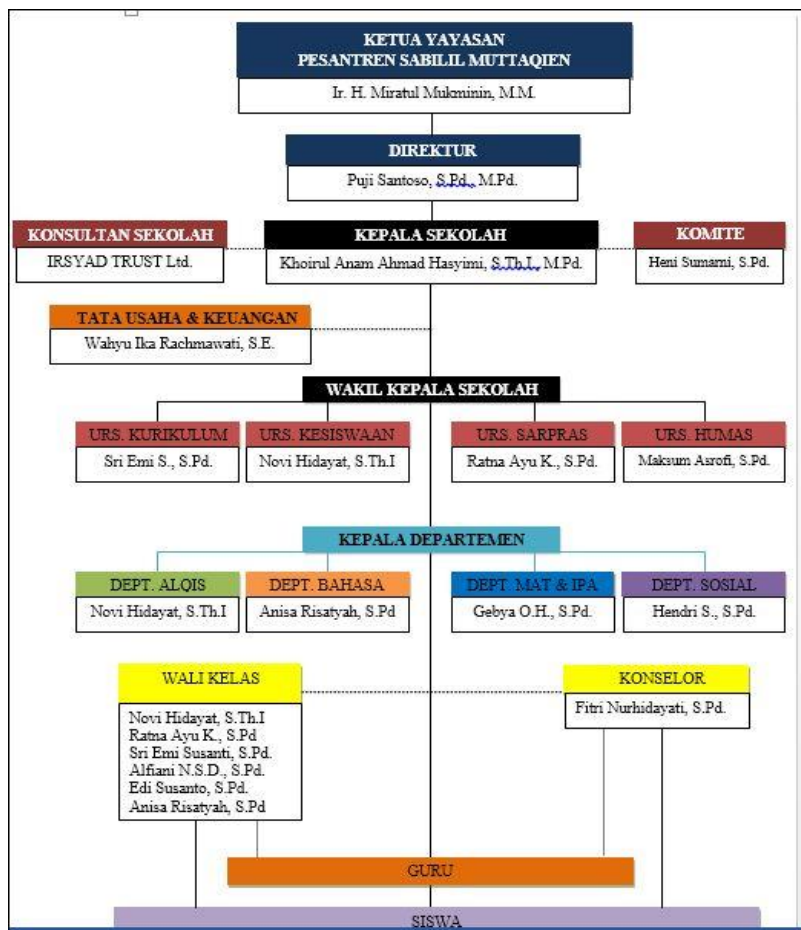 KETUA YAYASAN
PESANTREN SABILIL MUTTAQIEN
Ir. H. Miratul Mukminin, M.M.
DIREKTUR
Puji Santoso, S.Pd., M.Pd.
KONSULTAN SEKOLAH
IRSYAD TRUST Ltd.
KEPALA SEKOLAH
Khoirul Anam Ahmad Hasyimi, S.Th.I., M.Pd.
KOMITE
Heni Sumarni, S.Pd.
TATA USAHA & KEUANGAN
Wahyu Ika Rachmawati, S.E.
WAKIL KEPALA SEKOLAH
URS. KURIKULUM
Sri Emi S., S.Pd.
URS. KESISWAAN
Novi Hidayat, S.Th.I
URS. SARPRAS
Ratna Ayu K., S.Pd.
URS. HUMAS
Maksum Asrofi, S.Pd.
KEPALA DEPARTEMEN
DEPT. ALQIS
Novi Hidayat, S.Th.I
DEPT. BAHASA
Anisa Risatyah, S.Pd
DEPT. MAT & IPA
Gebya O.H., S.Pd.
DEPT. SOSIAL
Hendri S., S.Pd.
WALI KELAS
Novi Hidayat, S.Th.I
Ratna Ayu K., S.Pd
Sri Emi Susanti, S.Pd.
Alfiani N.S.D., S.Pd.
Edi Susanto, S.Pd.
Anisa Risatyah, S.Pd
KONSELOR
Fitri Nurhidayati, S.Pd.
GURU
SISWA